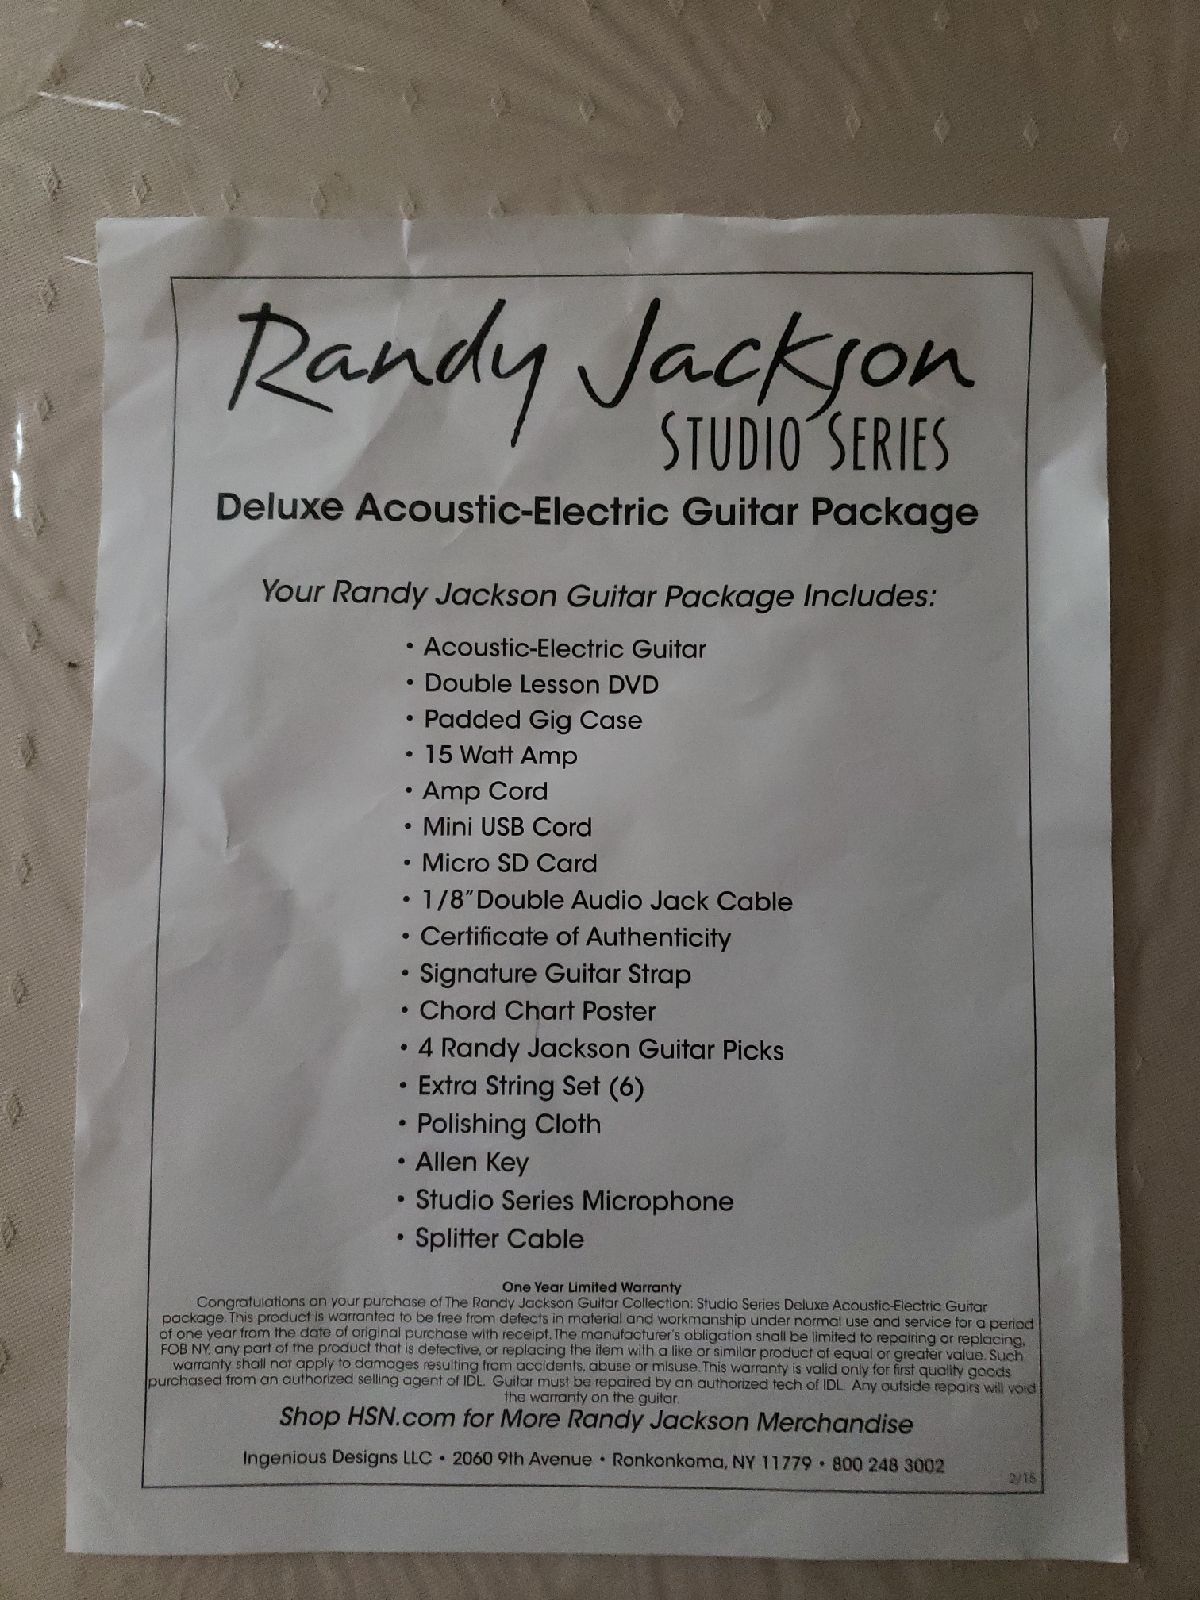 Randy Jackson
STUDIO SERIES
Deluxe Acoustic-Electric Guitar Package
Your Randy Jackson Guitar Package Includes:
• Acoustic-Electric Guitar
• Double Lesson DVD
• Padded Gig Case
• 15 Watt Amp
• Amp Cord
• Mini USB Cord
• Micro SD Card
• 1/8" Double Audio Jack Cable
• Certificate of Authenticity
• Signature Guitar Strap
• Chord Chart Poster
• 4 Randy Jackson Guitar Picks
• Extra String Set (6)
• Polishing Cloth
• Allen Key
• Studio Series Microphone
• Splitter Cable
One Year Limited Warranty
Congratulations on your purchase of The Randy Jackson Guitar Collection: Studio Series Deluxe Acoustic-Electric Guitar
package. This product is warranted to be free from defects in material and workmanship under normal use and service for a period
of one year from the date of original purchase with receipt. The manufacturer's obligation shall be limited to repairing or replacing,
FOB NY, any part of the product that is defective, or replacing the item with a like or similar product of equal or greater value. Such
warranty shall not apply to damages resulting from accidents, abuse or misuse. This warranty is valid only for first quality goods
purchased from an authorized selling agent of IDL. Guitar must be repaired by an authorized tech of IDL. Any outside repairs will void
the warranty on the guitar.
Shop HSN.com for More Randy Jackson Merchandise
Ingenious Designs LLC • 2060 9th Avenue • Ronkonkoma, NY 11779 • 800 248 3002
2/15